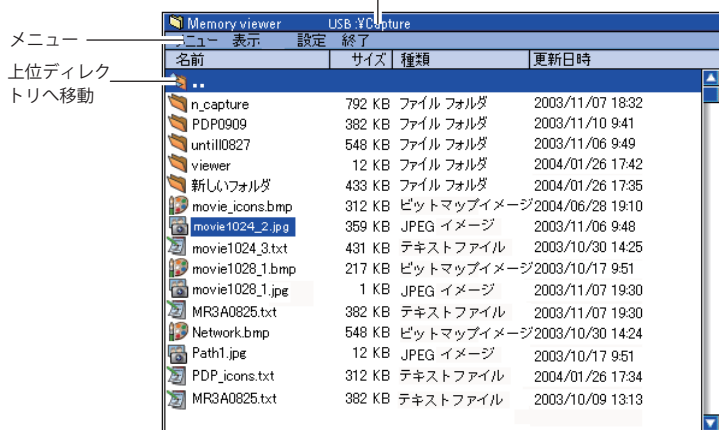 Memory viewer USB :¥Capture
メニュー
メニュー 表示 設定 終了
名前 サイズ 種類 更新日時
上位ディレク
トリへ移動
..
n_capture 792 KB ファイル フォルダ 2003/11/07 18:32
PDP0909 382 KB ファイル フォルダ 2003/11/10 9:41
untill0827 548 KB ファイル フォルダ 2003/11/06 9:49
viewer 12 KB ファイル フォルダ 2004/01/26 17:42
新しいフォルダ 433 KB ファイル フォルダ 2004/01/26 17:35
movie_icons.bmp 312 KB ビットマップイメージ 2004/06/28 19:10
movie1024_2.jpg 359 KB JPEG イメージ 2003/11/06 9:48
movie1024_3.txt 431 KB テキストファイル 2003/10/30 14:25
movie1028_1.bmp 217 KB ビットマップイメージ 2003/10/17 9:51
movie1028_1.jpg 1 KB JPEG イメージ 2003/11/07 19:30
MR3A0825.txt 382 KB テキストファイル 2003/11/07 19:30
Network.bmp 548 KB ビットマップイメージ 2003/10/30 14:24
Path1.jpg 12 KB JPEG イメージ 2003/10/17 9:51
PDP_icons.txt 312 KB テキストファイル 2004/01/26 17:34
MR3A0825.txt 382 KB テキストファイル 2003/10/09 13:13